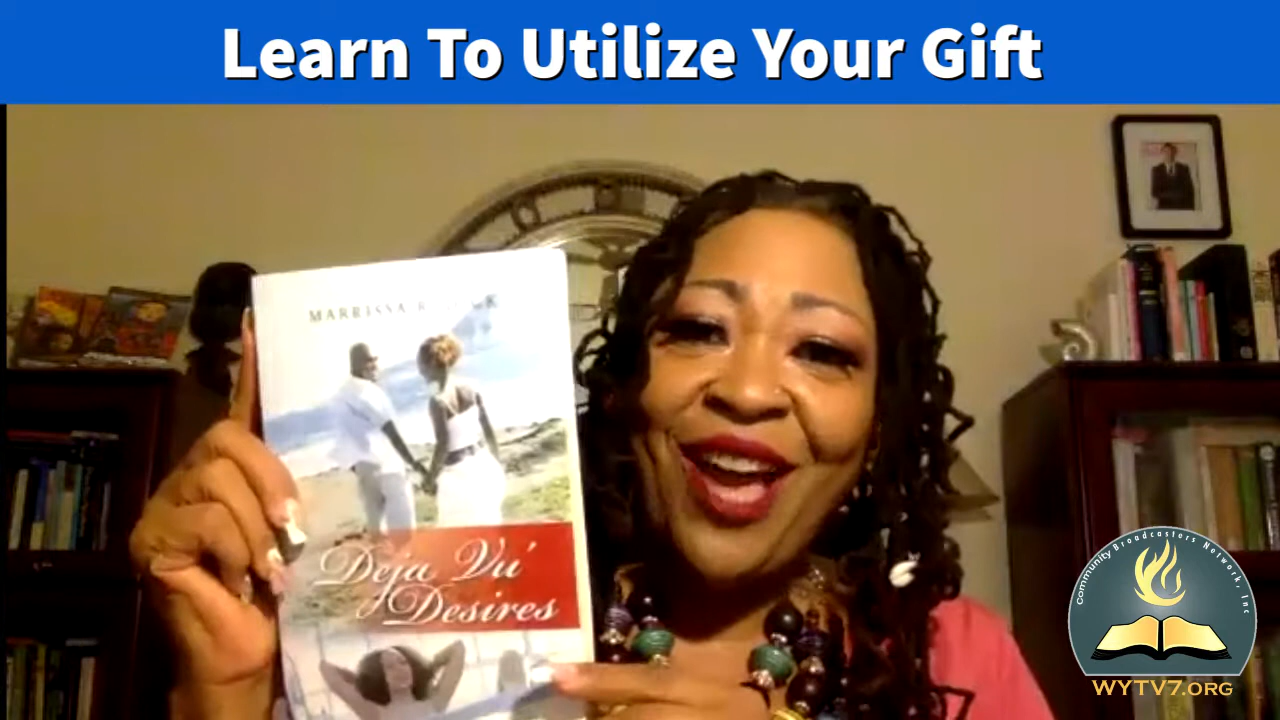 Learn To Utilize Your Gift
MARRISSA
Deja Vu'
Desires
Community Broadcasters Network, Inc
WYTV7.ORG